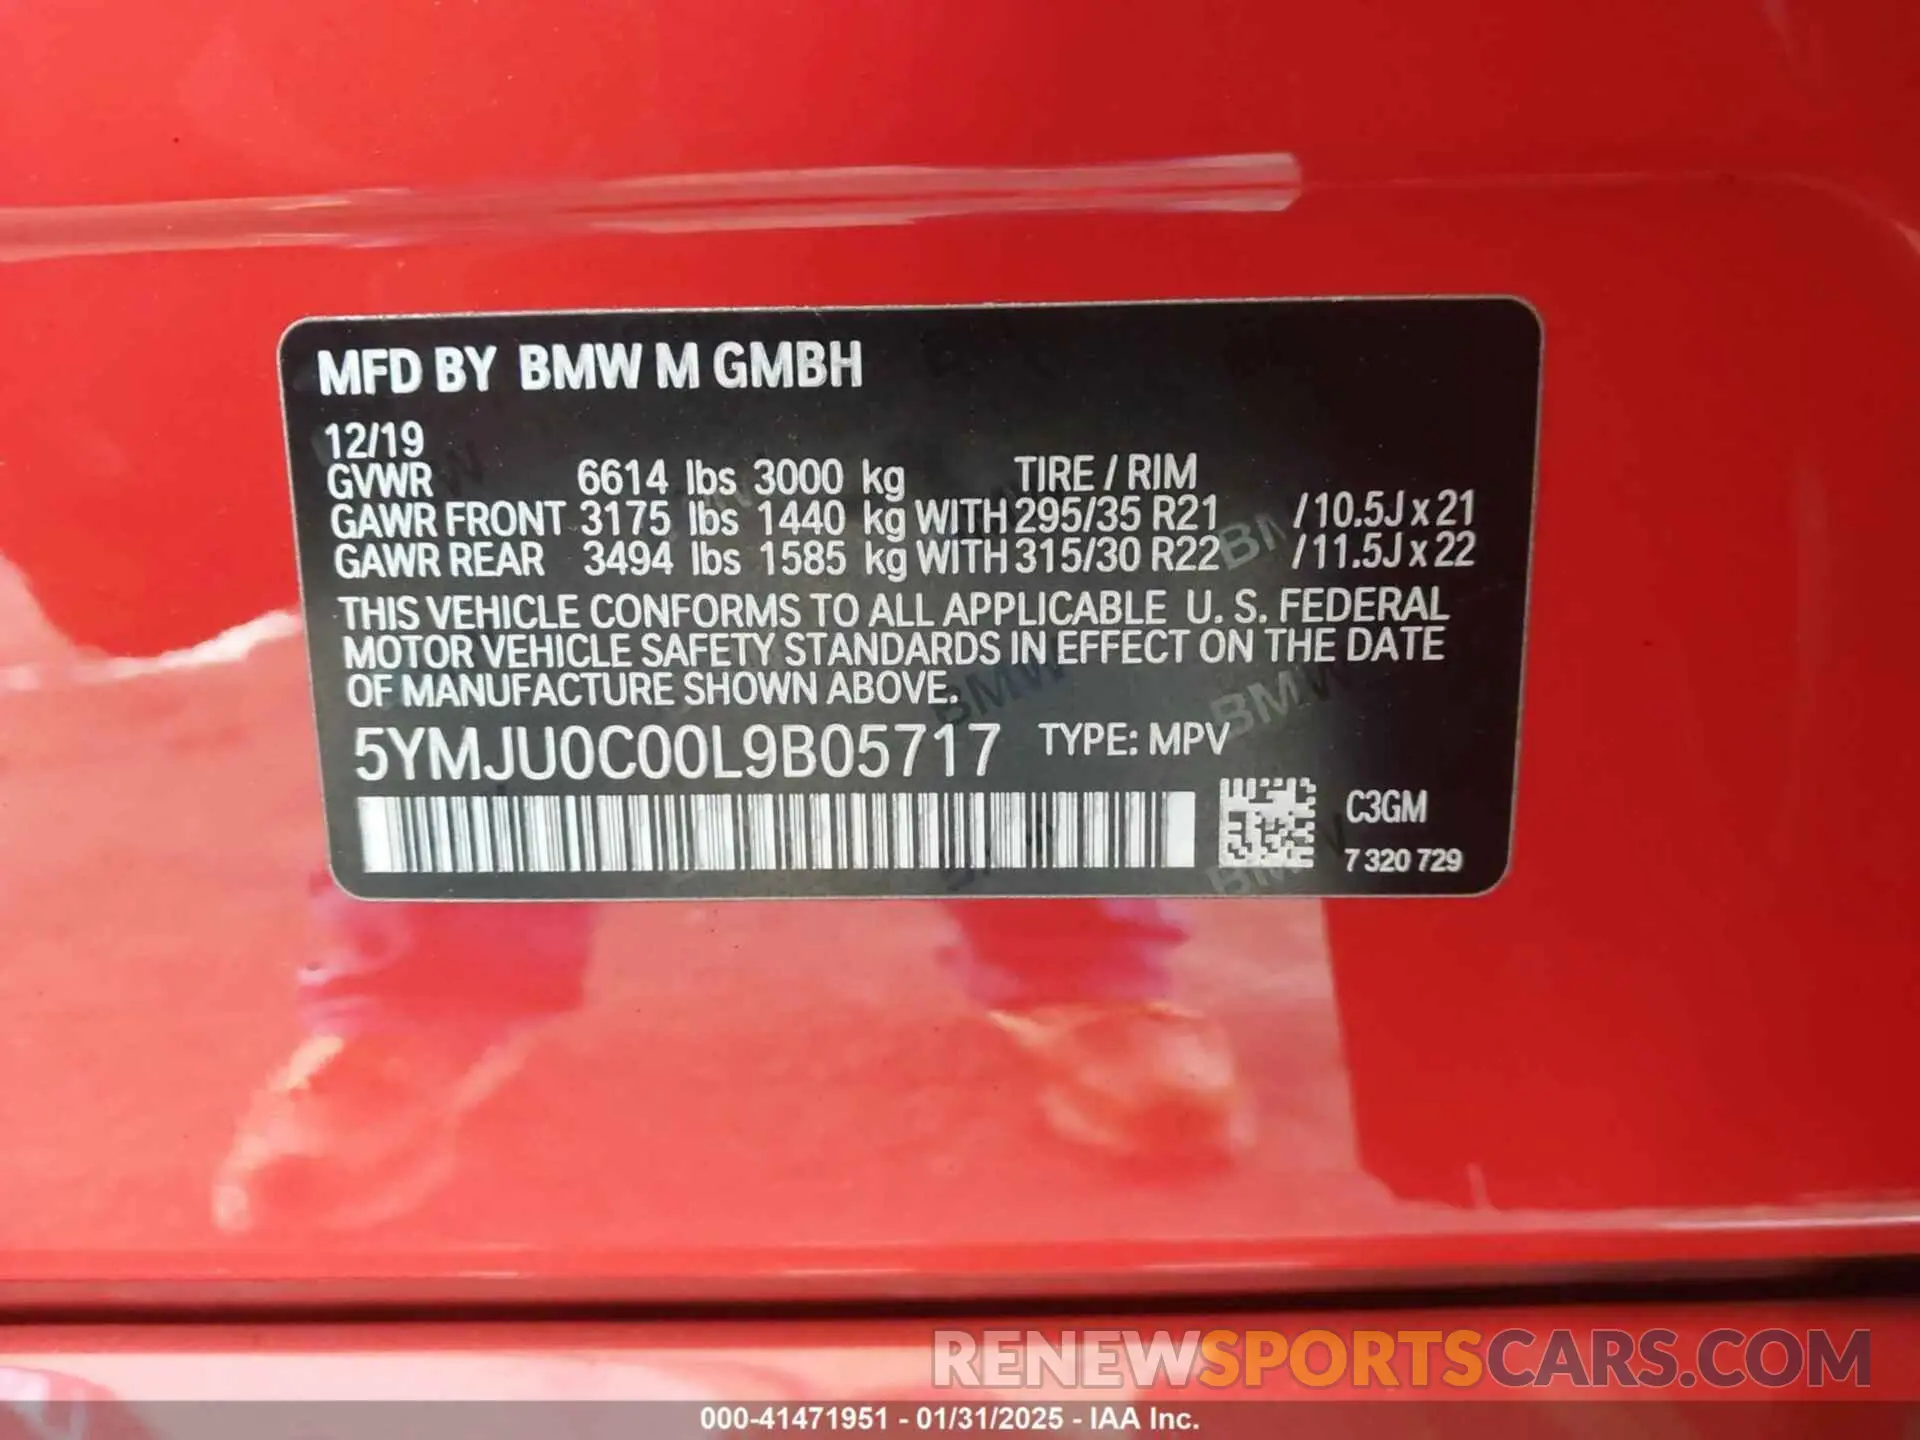 MFD BY BMW M GMBH
12/19
GVWR 6614 lbs 3000 kg TIRE / RIM
GAWR FRONT 3175 lbs 1440 kg WITH 295/35 R21 / 10.5J x 21
GAWR REAR 3494 lbs 1585 kg WITH 315/30 R22 / 11.5J x 22
THIS VEHICLE CONFORMS TO ALL APPLICABLE U. S. FEDERAL
MOTOR VEHICLE SAFETY STANDARDS IN EFFECT ON THE DATE
OF MANUFACTURE SHOWN ABOVE.
5YMJU0C00L9B05717 TYPE: MPV
C3GM
7 320 729
RENEWSPORTSCARS.COM
000-41471951 - 01/31/2025 - IAA Inc.